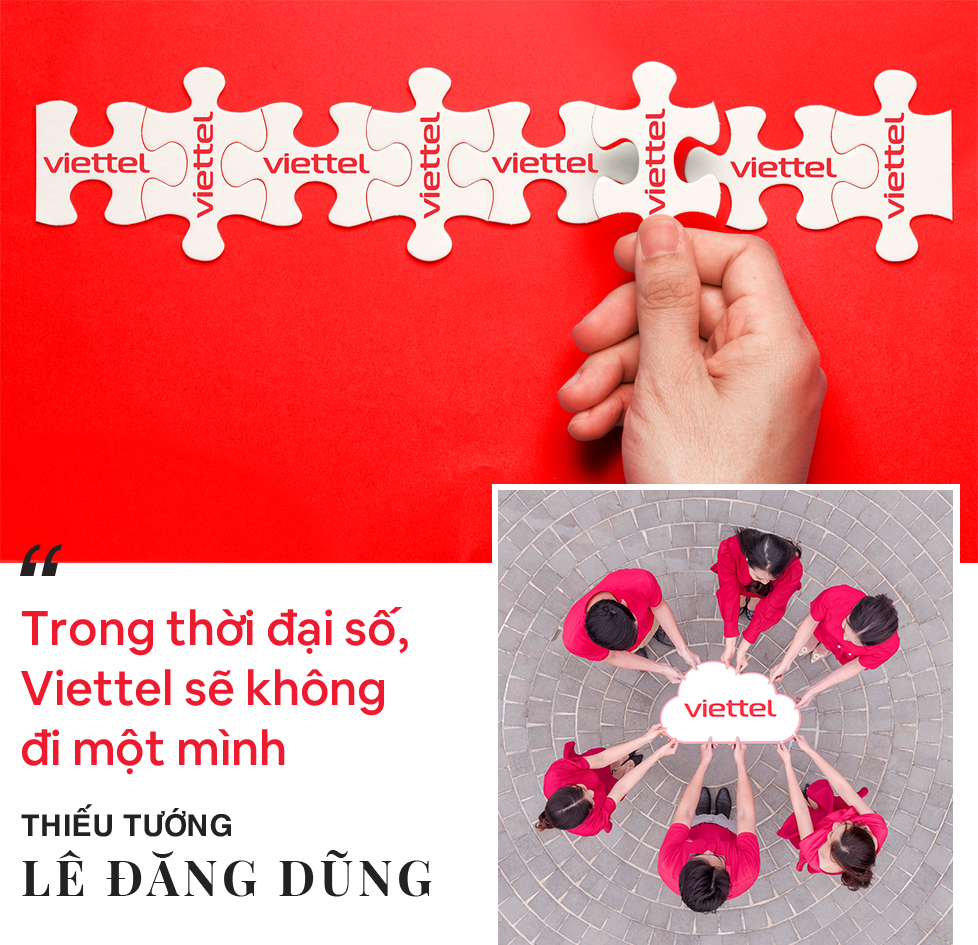 viettel
viettel
viettel
viettel
viettel
viettel
viettel
viettel
“
Trong thời đại số,
Viettel sẽ không
đi một mình
THIẾU TƯỚNG
LÊ ĐĂNG DŨNG
viettel